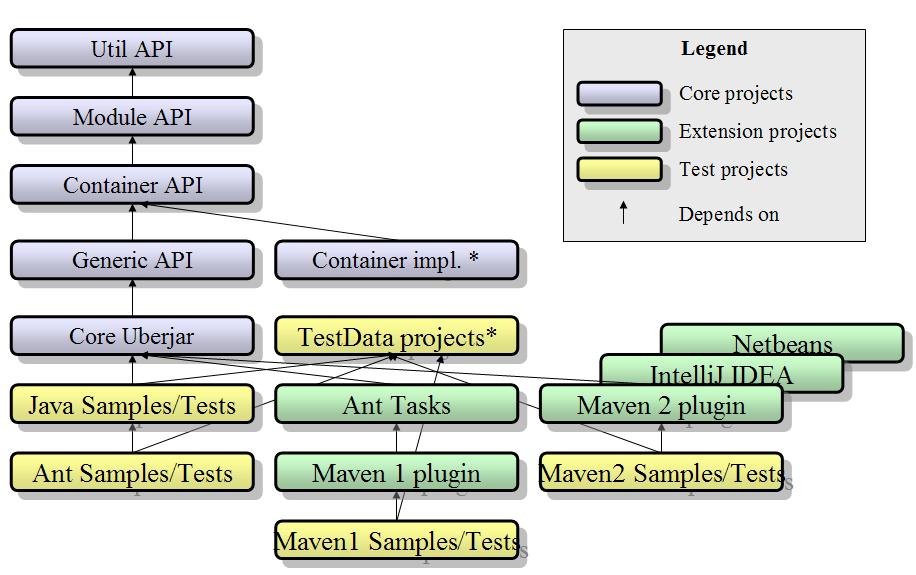 Util API
Legend
Core projects
Module API
Extension projects
Test projects
Container API
Depends on
Generic API
Container impl. *
Core Uberjar
TestData projects*
Netbeans
IntelliJ IDEA
Java Samples/Tests
Ant Tasks
Maven 2 plugin
Ant Samples/Tests
Maven 1 plugin
Maven2 Samples/Tests
Maven1 Samples/Tests